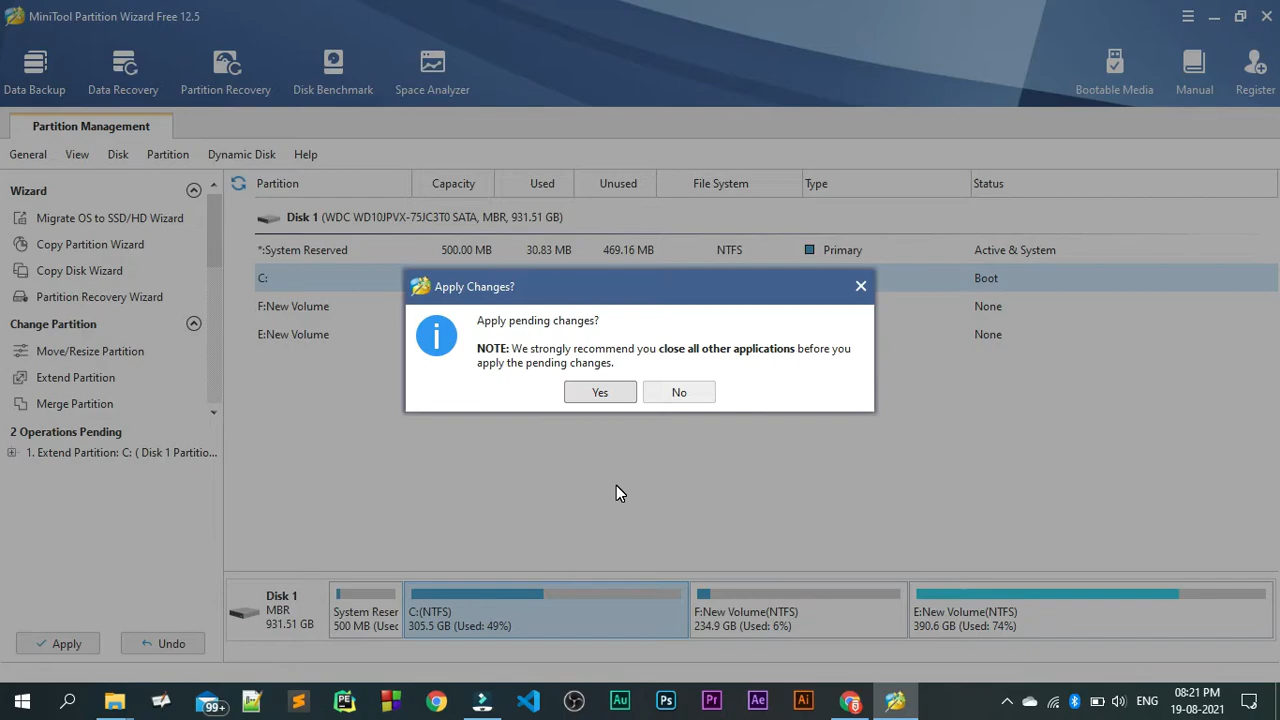 MiniTool Partition Wizard Free 12.5
Data Backup
Data Recovery
Partition Recovery
Disk Benchmark
Space Analyzer
Bootable Media
Manual
Register
Partition Management
General
View
Disk
Partition
Dynamic Disk
Help
Wizard
Migrate OS to SSD/HD Wizard
Copy Partition Wizard
Copy Disk Wizard
Partition Recovery Wizard
Change Partition
Move/Resize Partition
Extend Partition
Merge Partition
2 Operations Pending
1. Extend Partition: C: ( Disk 1 Partitio...
Apply
Undo
Partition Capacity Used Unused File System Type Status
Disk 1 (WDC WD10JPVX-75JC3T0 SATA, MBR, 931.51 GB)
*:System Reserved 500.00 MB 30.83 MB 469.16 MB NTFS Primary Active & System
C: Boot
F:New Volume None
E:New Volume None
Apply Changes?
Apply pending changes?
NOTE: We strongly recommend you close all other applications before you
apply the pending changes.
Yes
No
Disk 1
MBR
931.51 GB
System Reser
500 MB (Usec
C:(NTFS)
305.5 GB (Used: 49%)
F:New Volume(NTFS)
234.9 GB (Used: 6%)
E:New Volume(NTFS)
390.6 GB (Used: 74%)
99+
PE
Au
Ps
Pr
Ae
Ai
ENG
08:21 PM
19-08-2021